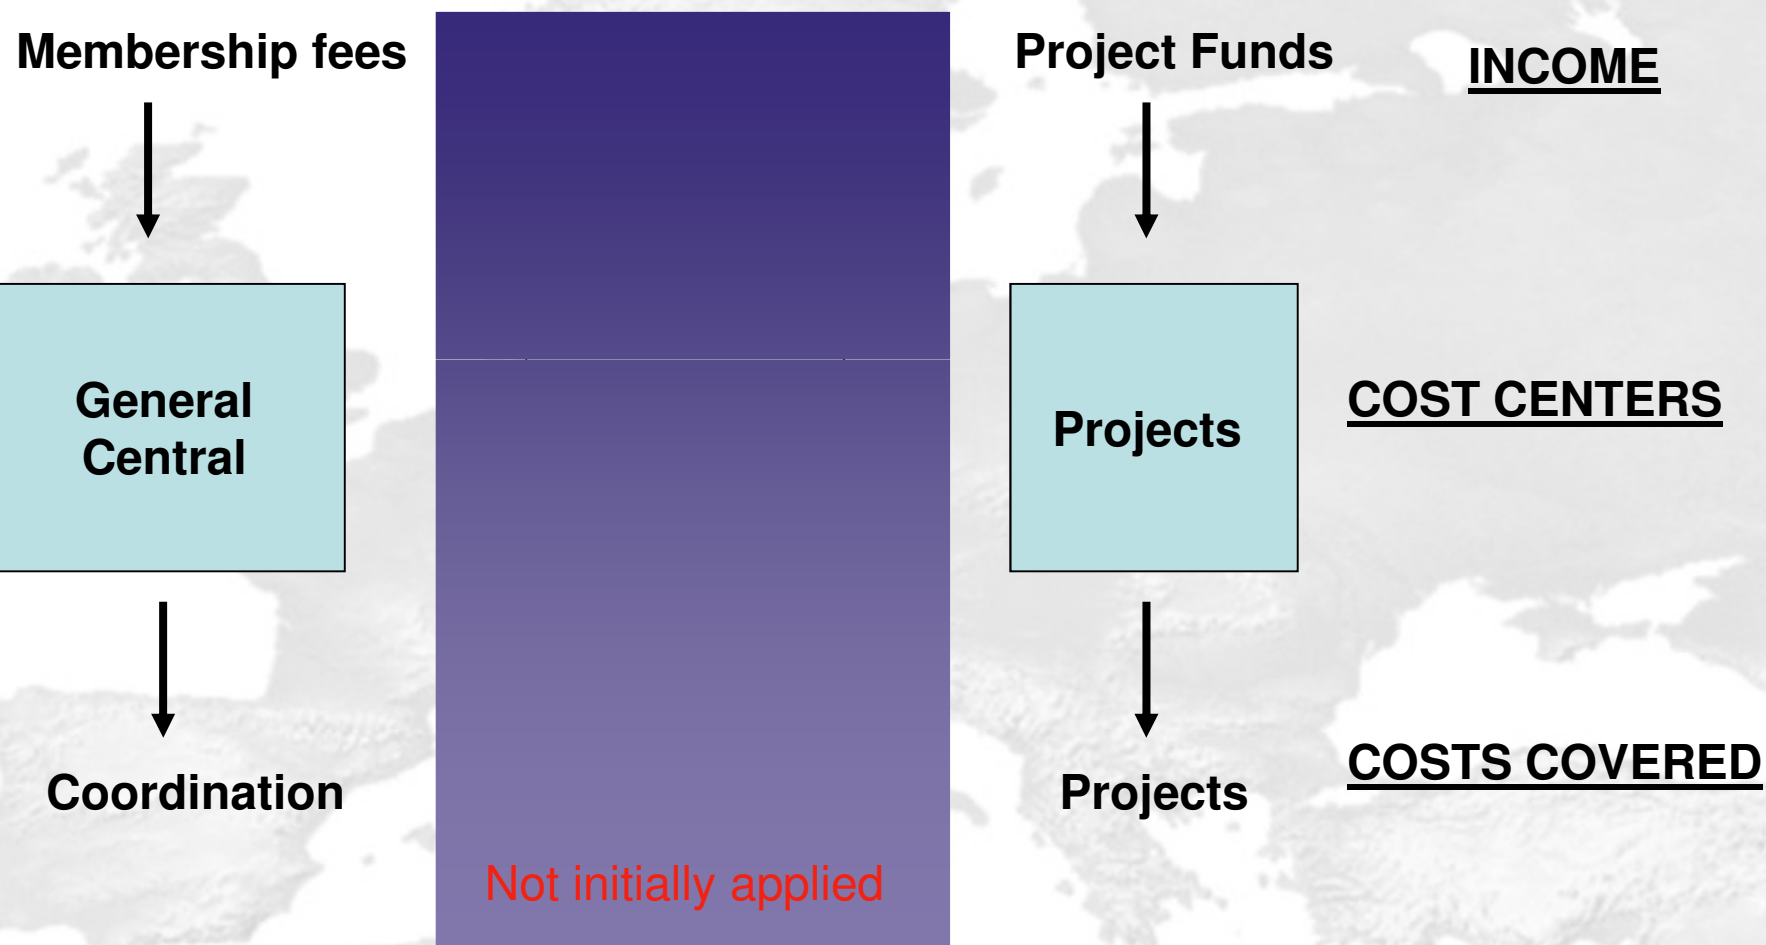 Membership fees
Project Funds
INCOME
General
Central
Projects
COST CENTERS
Coordination
Projects
COSTS COVERED
Not initially applied